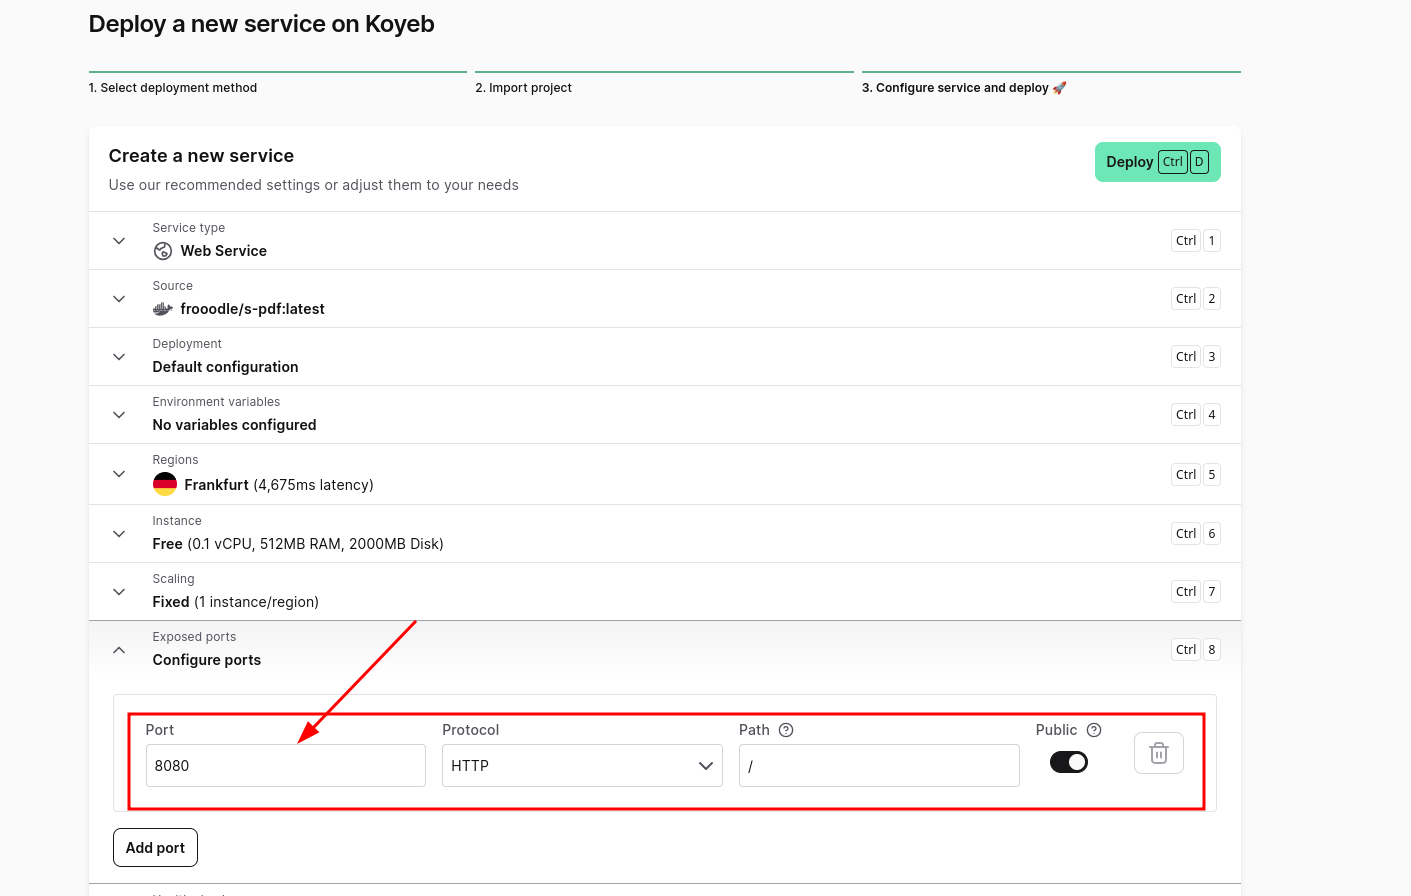 Deploy a new service on Koyeb
1. Select deployment method
2. Import project
3. Configure service and deploy 🚀
Create a new service
Use our recommended settings or adjust them to your needs
Deploy Ctrl D
Service type
Web Service
Ctrl 1
Source
frooodle/s-pdf:latest
Ctrl 2
Deployment
Default configuration
Ctrl 3
Environment variables
No variables configured
Ctrl 4
Regions
Frankfurt (4,675ms latency)
Ctrl 5
Instance
Free (0.1 vCPU, 512MB RAM, 2000MB Disk)
Ctrl 6
Scaling
Fixed (1 instance/region)
Ctrl 7
Exposed ports
Configure ports
Ctrl 8
Port Protocol Path Public
8080 HTTP /
Add port